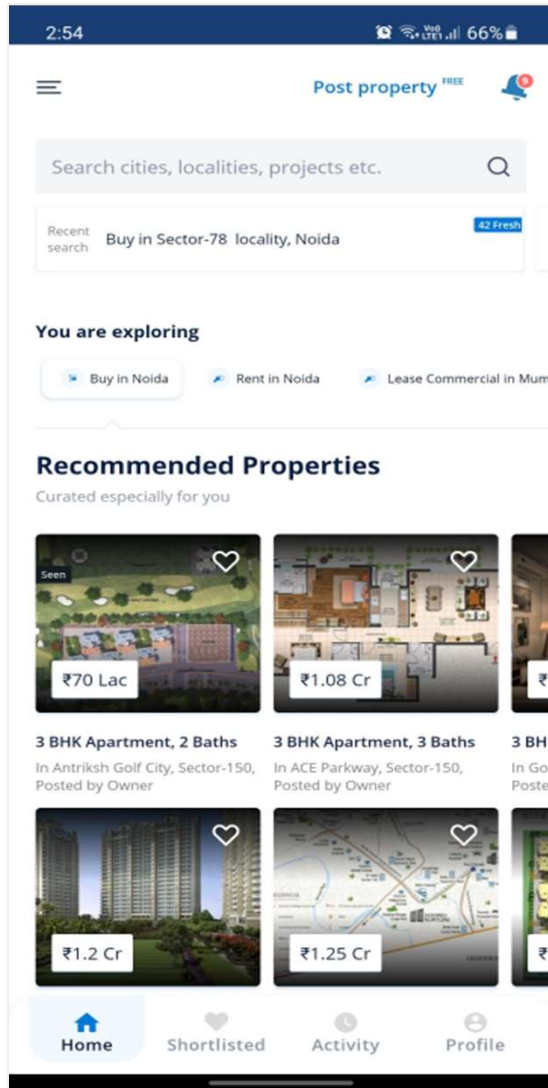 2:54
Vo9
LTE1
66%
Post property FREE
9
Search cities, localities, projects etc.
Recent
search
Buy in Sector-78 locality, Noida
42 Fresh
You are exploring
Buy in Noida
Rent in Noida
Lease Commercial in Mum
Recommended Properties
Curated especially for you
Seen
₹70 Lac
₹1.08 Cr
₹
3 BHK Apartment, 2 Baths
3 BHK Apartment, 3 Baths
3 BH
In Antriksh Golf City, Sector-150,
Posted by Owner
In ACE Parkway, Sector-150,
Posted by Owner
In Go
Poste
₹1.2 Cr
₹1.25 Cr
₹
Home
Shortlisted
Activity
Profile